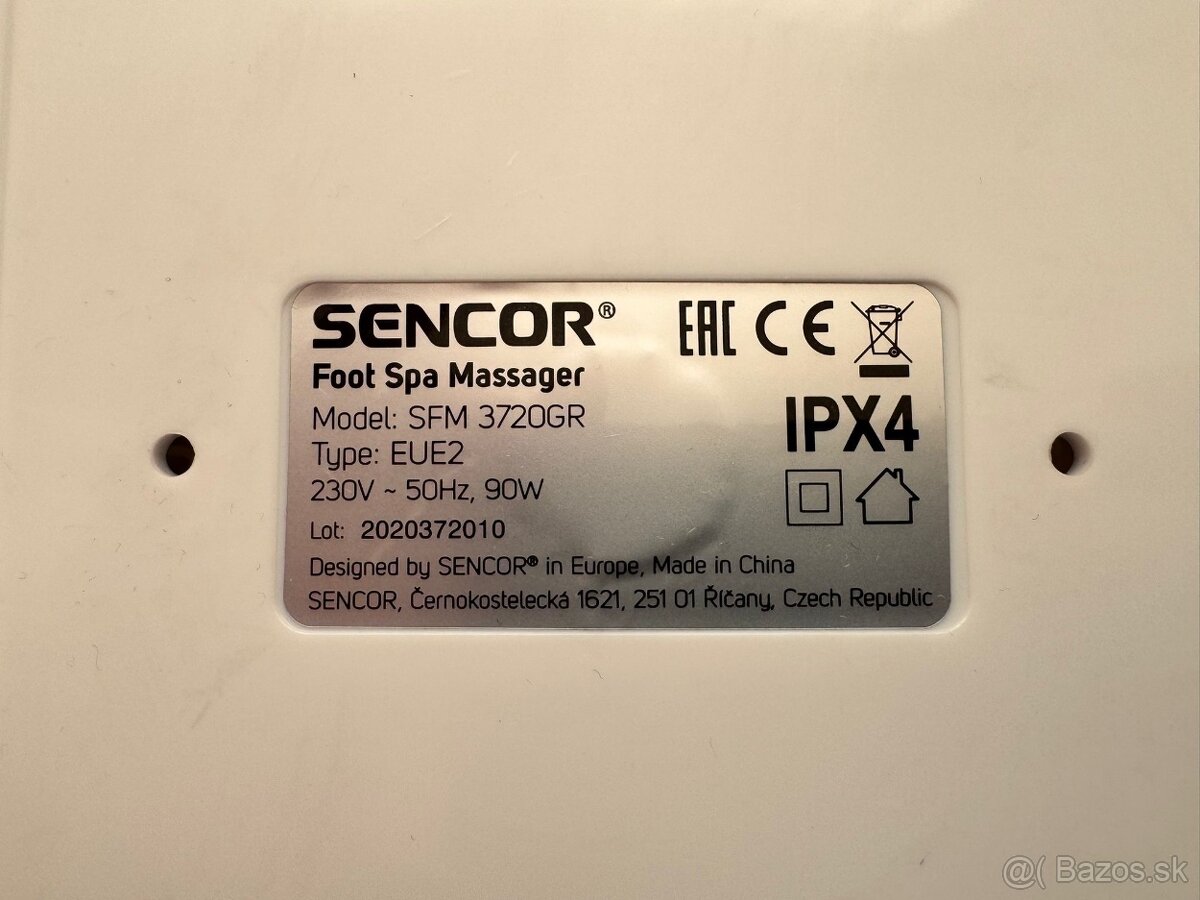 SENCOR®
EAC CE
Foot Spa Massager
Model: SFM 3720GR
IPX4
Type: EUE2
230V ~ 50Hz, 90W
Lot: 2020372010
Designed by SENCOR® in Europe, Made in China
SENCOR, Černokostelecká 1621, 251 01 Říčany, Czech Republic
@( Bazos.sk